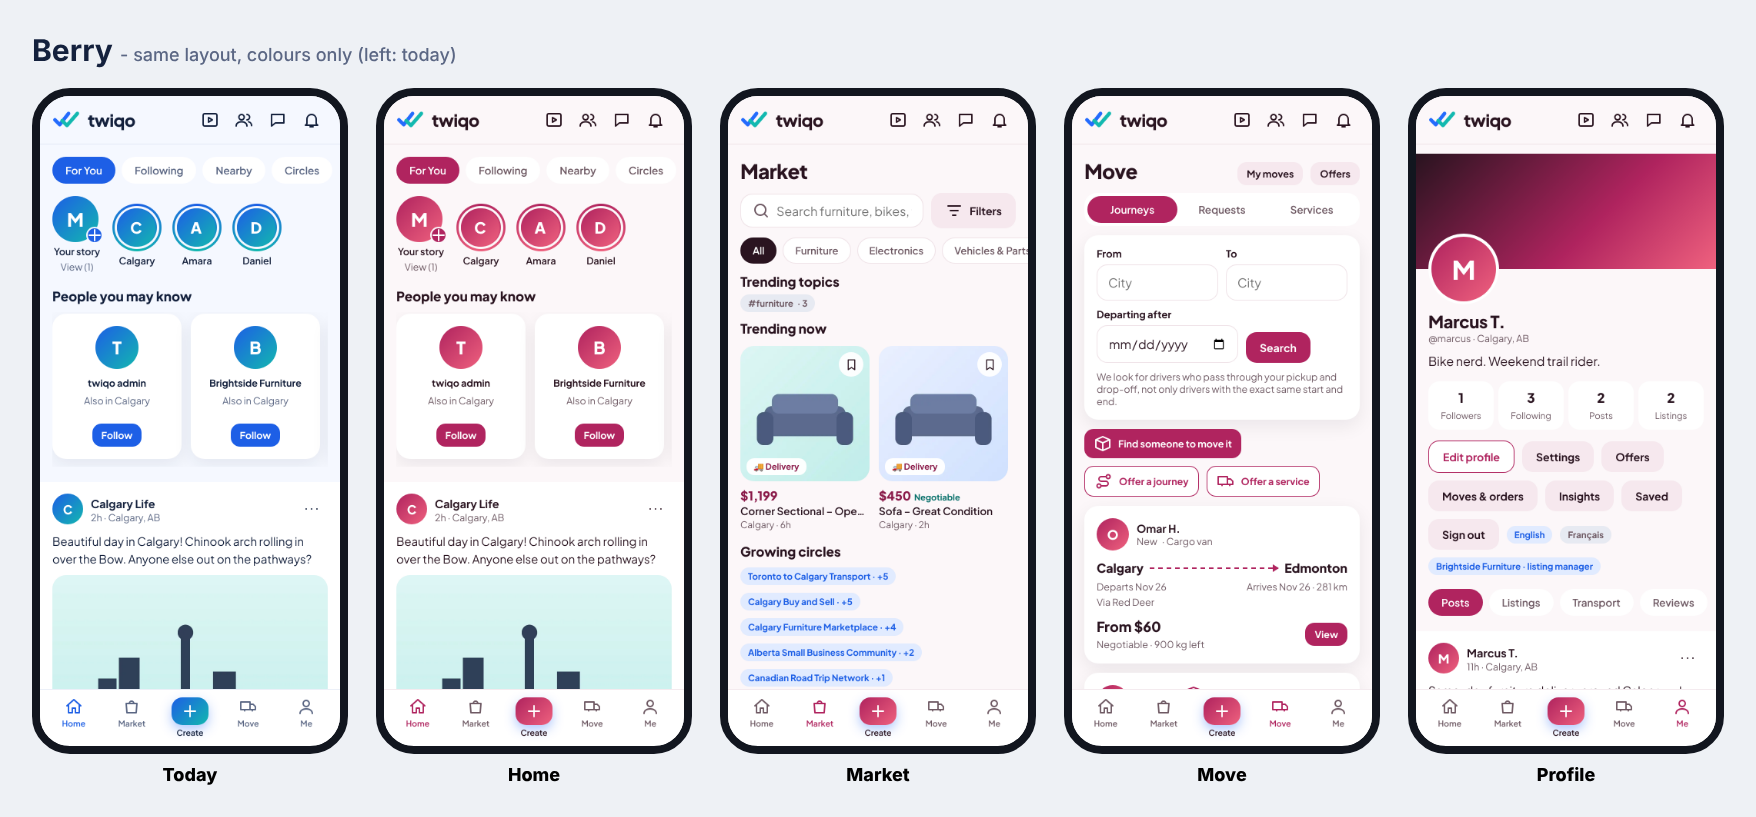 Berry - same layout, colours only (left: today)
twiqo
For You
Following
Nearby
Circles
M
C
A
D
Your story
View (1)
Calgary
Amara
Daniel
People you may know
T
B
twiqo admin
Brightside Furniture
Also in Calgary
Also in Calgary
Follow
Follow
C
Calgary Life
2h · Calgary, AB
Beautiful day in Calgary! Chinook arch rolling in
over the Bow. Anyone else out on the pathways?
Home
Market
Create
Move
Me
Today
twiqo
For You
Following
Nearby
Circles
M
C
A
D
Your story
View (1)
Calgary
Amara
Daniel
People you may know
T
B
twiqo admin
Brightside Furniture
Also in Calgary
Also in Calgary
Follow
Follow
C
Calgary Life
2h · Calgary, AB
Beautiful day in Calgary! Chinook arch rolling in
over the Bow. Anyone else out on the pathways?
Home
Market
Create
Move
Me
Home
twiqo
Market
Search furniture, bikes,
Filters
All
Furniture
Electronics
Vehicles & Parts
Trending topics
#furniture · 3
Trending now
🚚 Delivery
🚚 Delivery
$1,199
$450 Negotiable
Corner Sectional – Ope...
Sofa – Great Condition
Calgary · 6h
Calgary · 2h
Growing circles
Toronto to Calgary Transport · +5
Calgary Buy and Sell · +5
Calgary Furniture Marketplace · +4
Alberta Small Business Community · +2
Canadian Road Trip Network · +1
Home
Market
Create
Move
Me
Market
twiqo
Move
My moves
Offers
Journeys
Requests
Services
From
To
City
City
Departing after
mm/dd/yyyy
Search
We look for drivers who pass through your pickup and
drop-off, not only drivers with the exact same start and
end.
Find someone to move it
Offer a journey
Offer a service
O
Omar H.
New · Cargo van
Calgary
Edmonton
Departs Nov 26
Arrives Nov 26 · 281 km
Via Red Deer
From $60
Negotiable · 900 kg left
View
Home
Market
Create
Move
Me
Move
twiqo
M
Marcus T.
@marcus · Calgary, AB
Bike nerd. Weekend trail rider.
1
3
2
2
Followers
Following
Posts
Listings
Edit profile
Settings
Offers
Moves & orders
Insights
Saved
Sign out
English
Français
Brightside Furniture · listing manager
Posts
Listings
Transport
Reviews
M
Marcus T.
11h · Calgary, AB
Home
Market
Create
Move
Me
Profile